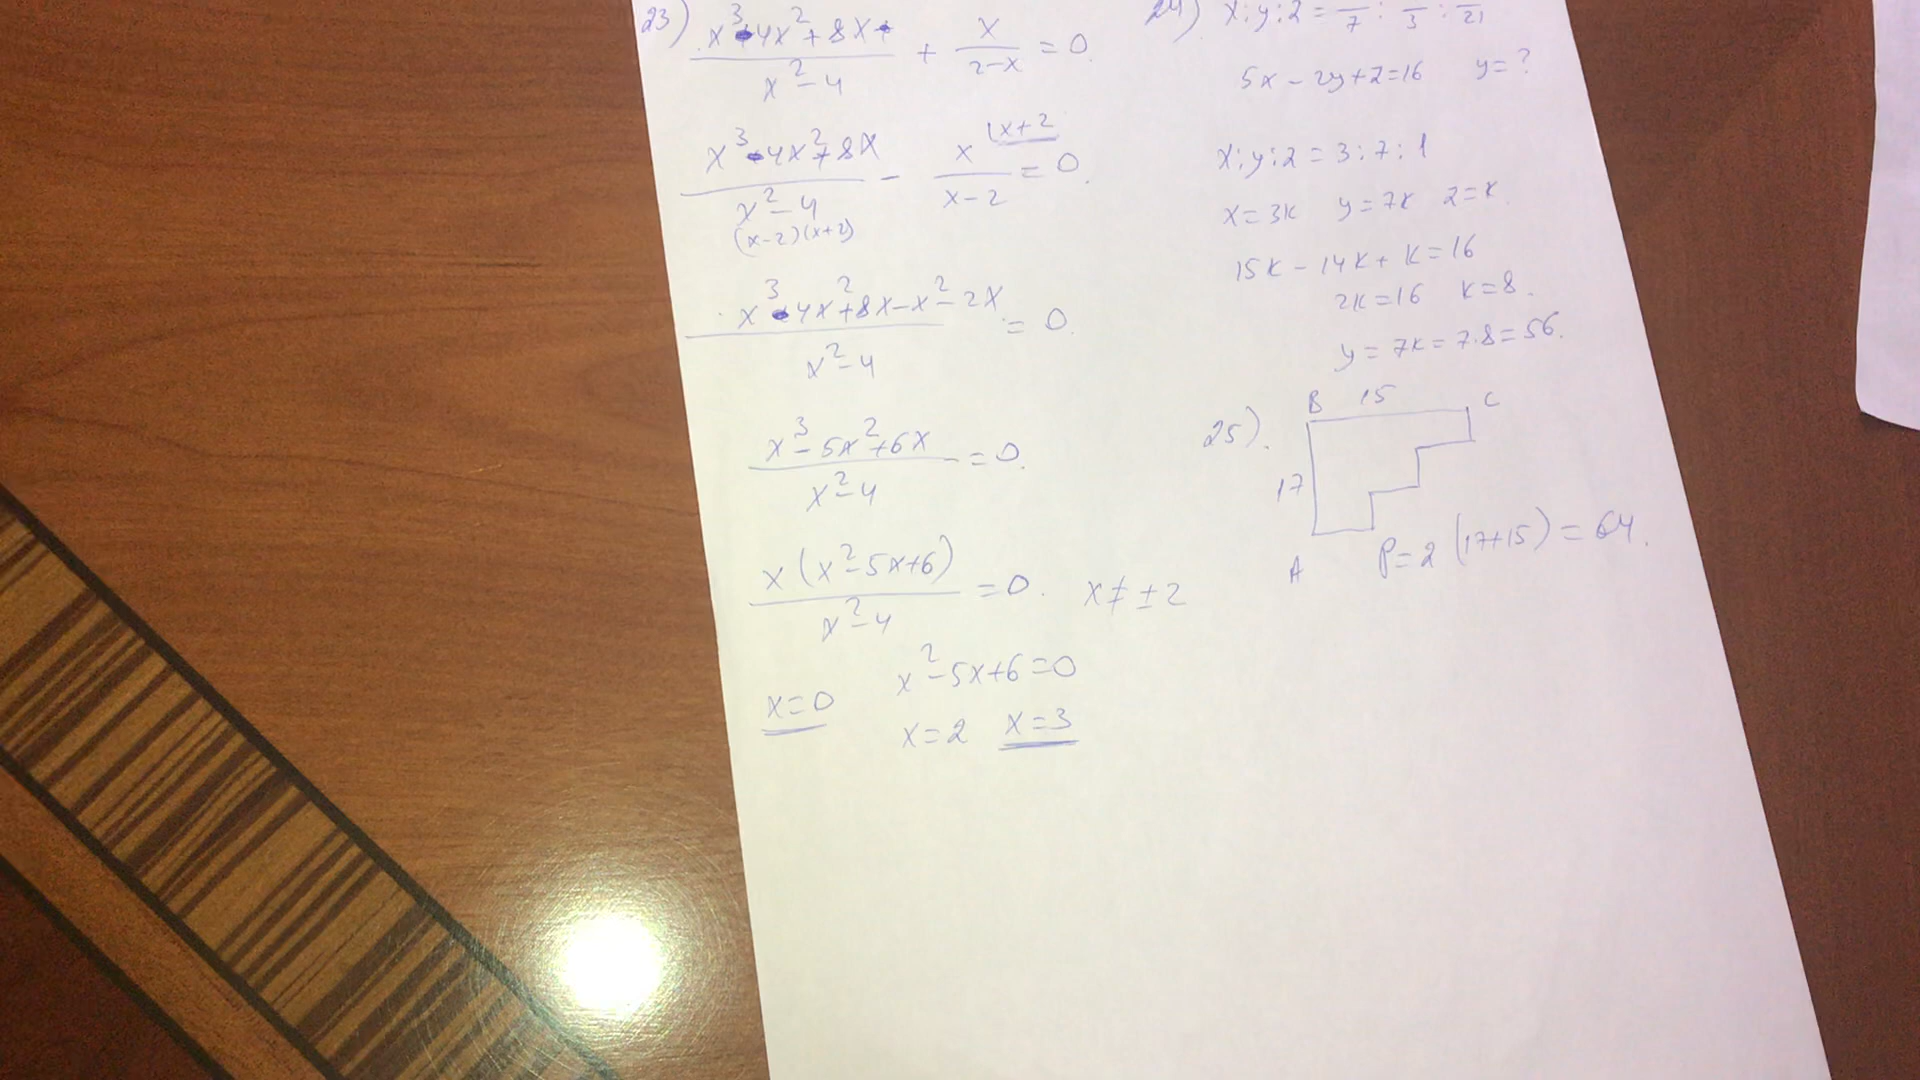 23) x³-4x²+8x / x²-4 + x / 2-x = 0.
x³-4x²+8x / x²-4 - x (x+2 / x-2 = 0.
(x-2)(x+2)
x³-4x²+8x-x²-2x / x²-4 = 0.
x³-5x²+6x / x²-4 = 0.
x(x²-5x+6) / x²-4 = 0. x≠±2
x²-5x+6=0
x=0
x=2 x=3
24) x:y:z = /7 : /3 : /21
5x-2y+z=16 y=?
x:y:z = 3:7:1
x=3k y=7k z=k.
15k-14k+k=16
2k=16 k=8.
y=7k=7·8=56.
25).
B 15 C
17
A P=2(17+15)=64.